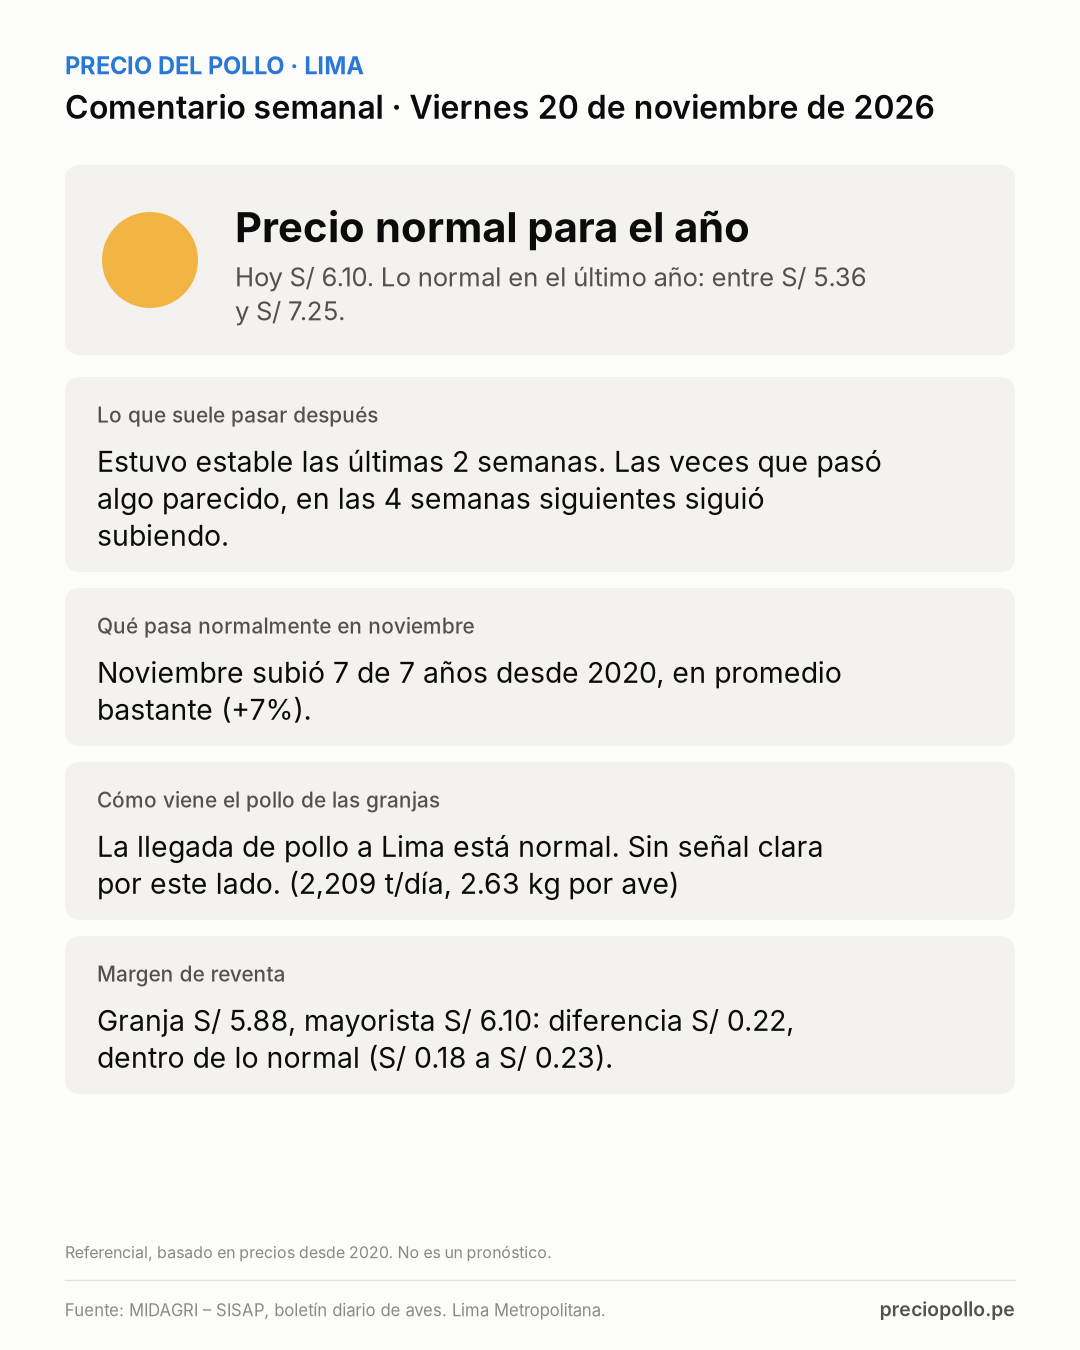 PRECIO DEL POLLO · LIMA
Comentario semanal · Viernes 20 de noviembre de 2026
Precio normal para el año
Hoy S/ 6.10. Lo normal en el último año: entre S/ 5.36
y S/ 7.25.
Lo que suele pasar después
Estuvo estable las últimas 2 semanas. Las veces que pasó
algo parecido, en las 4 semanas siguientes siguió
subiendo.
Qué pasa normalmente en noviembre
Noviembre subió 7 de 7 años desde 2020, en promedio
bastante (+7%).
Cómo viene el pollo de las granjas
La llegada de pollo a Lima está normal. Sin señal clara
por este lado. (2,209 t/día, 2.63 kg por ave)
Margen de reventa
Granja S/ 5.88, mayorista S/ 6.10: diferencia S/ 0.22,
dentro de lo normal (S/ 0.18 a S/ 0.23).
Referencial, basado en precios desde 2020. No es un pronóstico.
Fuente: MIDAGRI – SISAP, boletín diario de aves. Lima Metropolitana.
preciopollo.pe